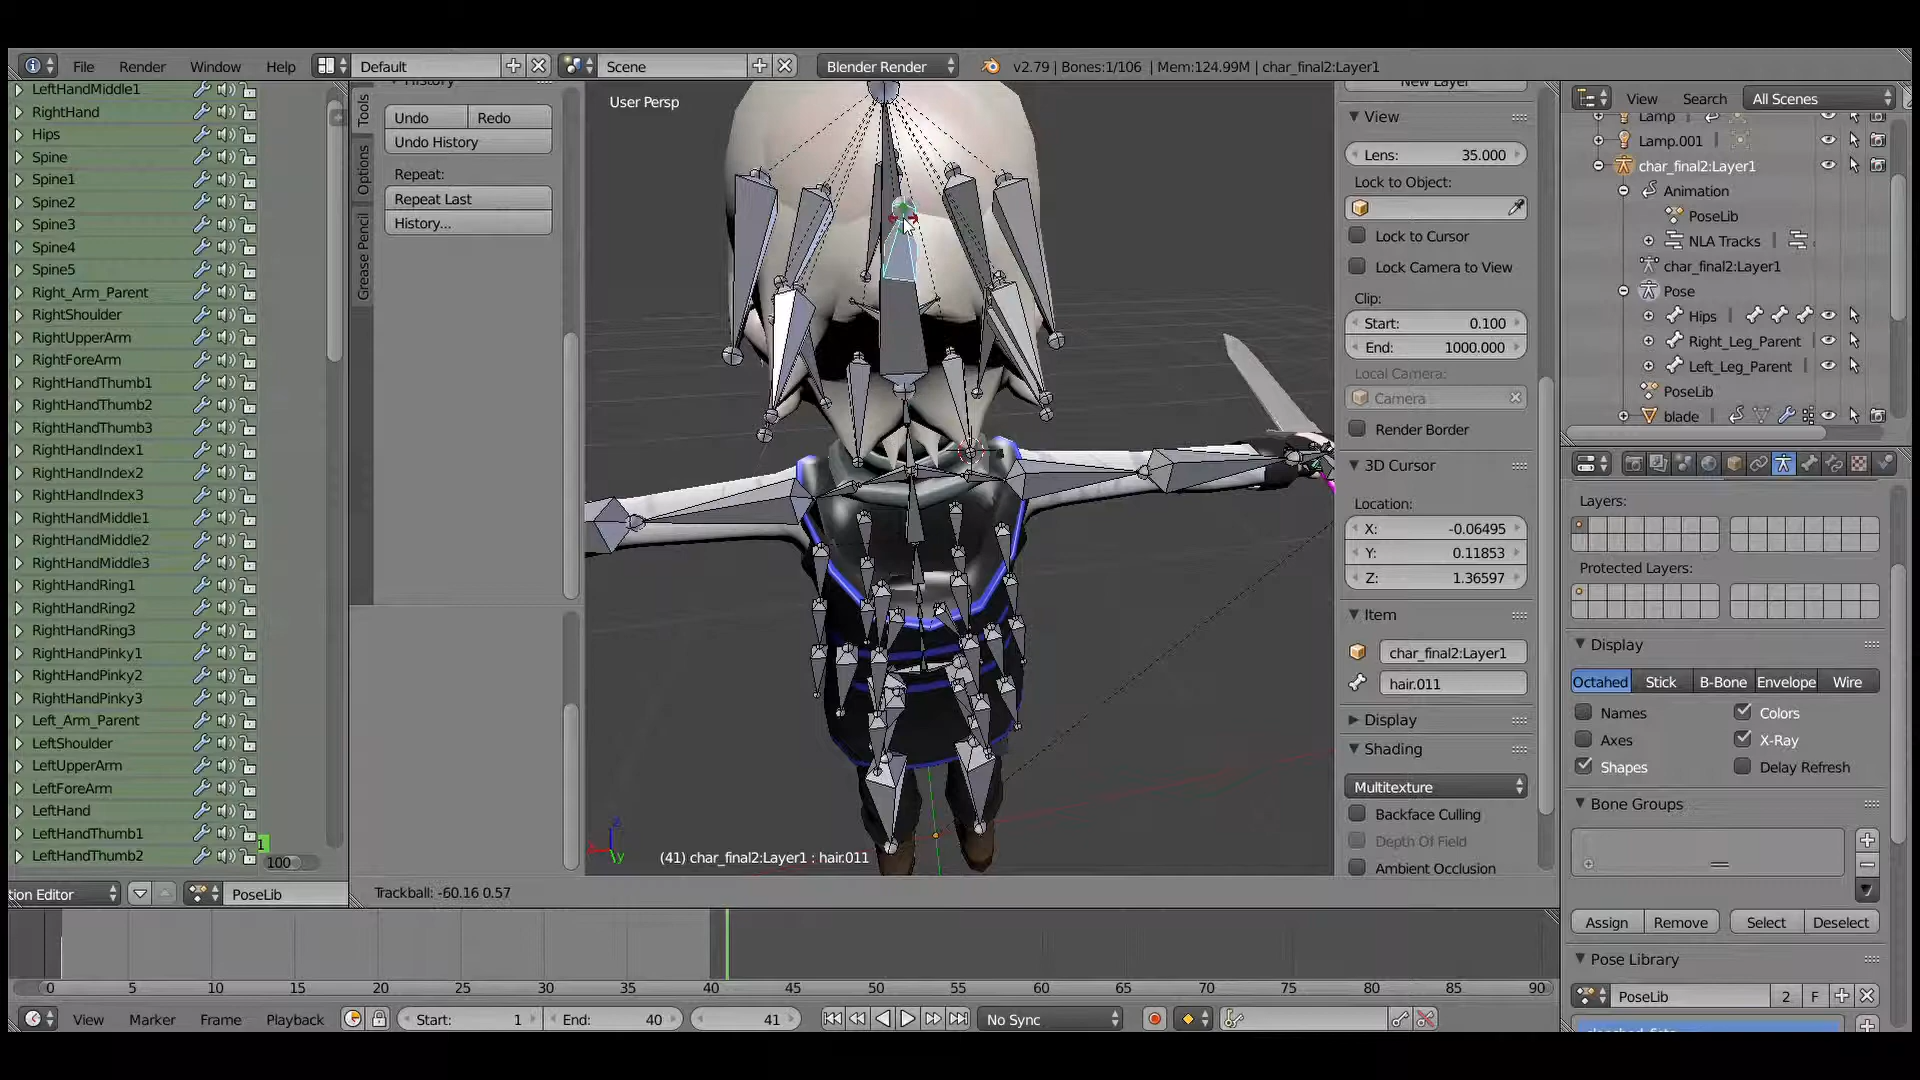 File Render Window Help Default Scene Blender Render v2.79 | Bones:1/106 | Mem:124.99M | char_final2:Layer1
LeftHandMiddle1
RightHand
Hips
Spine
Spine1
Spine2
Spine3
Spine4
Spine5
Right_Arm_Parent
RightShoulder
RightUpperArm
RightForeArm
RightHandThumb1
RightHandThumb2
RightHandThumb3
RightHandIndex1
RightHandIndex2
RightHandIndex3
RightHandMiddle1
RightHandMiddle2
RightHandMiddle3
RightHandRing1
RightHandRing2
RightHandRing3
RightHandPinky1
RightHandPinky2
RightHandPinky3
Left_Arm_Parent
LeftShoulder
LeftUpperArm
LeftForeArm
LeftHand
LeftHandThumb1
LeftHandThumb2
1
100
tion Editor PoseLib
Tools
Options
Grease Pencil
History
Undo Redo
Undo History
Repeat:
Repeat Last
History...
User Persp
z
y
(41) char_final2:Layer1 : hair.011
Trackball: -60.16 0.57
New Layer
View
Lens: 35.000
Lock to Object:
Lock to Cursor
Lock Camera to View
Clip:
Start: 0.100
End: 1000.000
Local Camera:
Camera
Render Border
3D Cursor
Location:
X: -0.06495
Y: 0.11853
Z: 1.36597
Item
char_final2:Layer1
hair.011
Display
Shading
Multitexture
Backface Culling
Depth Of Field
Ambient Occlusion
View Search All Scenes
Lamp
Lamp.001
char_final2:Layer1
Animation
PoseLib
NLA Tracks
char_final2:Layer1
Pose
Hips
Right_Leg_Parent
Left_Leg_Parent
PoseLib
blade
Layers:
Protected Layers:
Display
Octahed Stick B-Bone Envelope Wire
Names Colors
Axes X-Ray
Shapes Delay Refresh
Bone Groups
Assign Remove Select Deselect
Pose Library
PoseLib 2 F
0 5 10 15 20 25 30 35 40 45 50 55 60 65 70 75 80 85 90
View Marker Frame Playback Start: 1 End: 40 41 No Sync